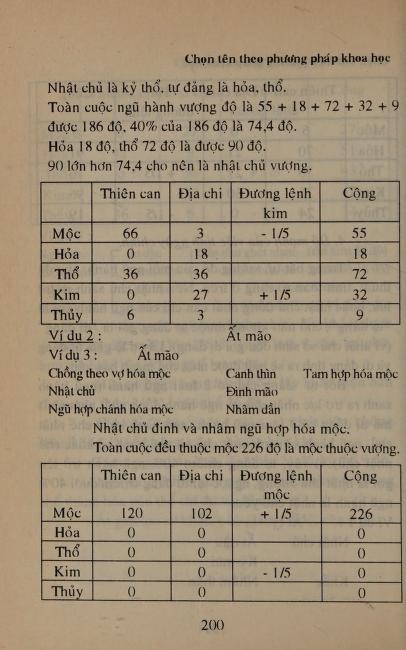 Chọn tên theo phương pháp khoa học
Nhật chủ là kỷ thổ, tự đảng là hỏa, thổ.
Toàn cuộc ngũ hành vượng độ là 55 + 18 + 72 + 32 + 9
được 186 độ, 40% của 186 độ là 74,4 độ.
Hỏa 18 độ, thổ 72 độ là được 90 độ.
90 lớn hơn 74,4 cho nên là nhật chủ vượng.
Thiên can Địa chi Đương lệnh Cộng
kim
Mộc 66 3 - 1/5 55
Hỏa 0 18 18
Thổ 36 36 72
Kim 0 27 + 1/5 32
Thủy 6 3 9
Ví dụ 2 : Ất mão
Ví dụ 3 : Ất mão
Chồng theo vợ hóa mộc Canh thìn Tam hợp hóa mộc
Nhật chủ Đinh mão
Ngũ hợp chánh hóa mộc Nhâm dần
Nhật chủ đinh và nhâm ngũ hợp hóa mộc.
Toàn cuộc đều thuộc mộc 226 độ là mộc thuộc vượng.
Thiên can Địa chi Đương lệnh Cộng
mộc
Mộc 120 102 + 1/5 226
Hỏa 0 0 0
Thổ 0 0 0
Kim 0 0 - 1/5 0
Thủy 0 0 0
200